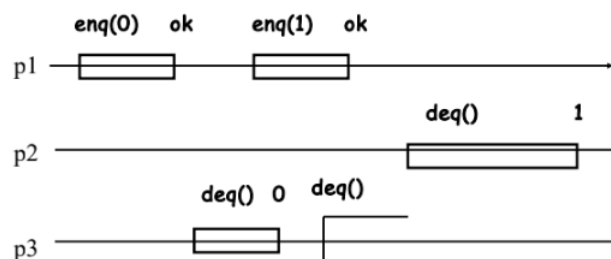 enq(0) ok enq(1) ok
p1
deq() 1
p2
deq() 0 deq()
p3